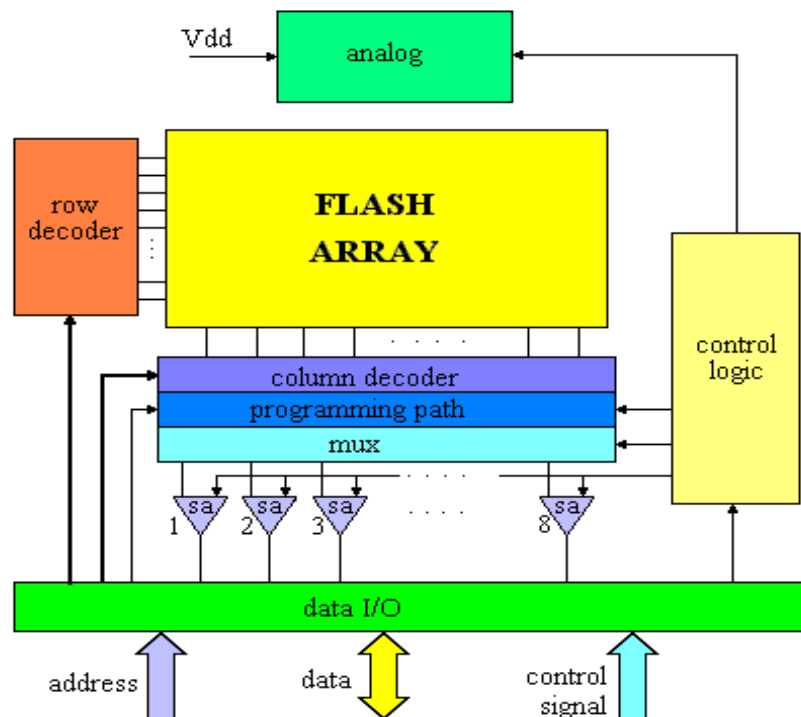 Vdd
analog
row
decoder
FLASH
ARRAY
control
logic
column decoder
programming path
mux
sa
1
sa
2
sa
3
sa
8
data I/O
address
data
control
signal